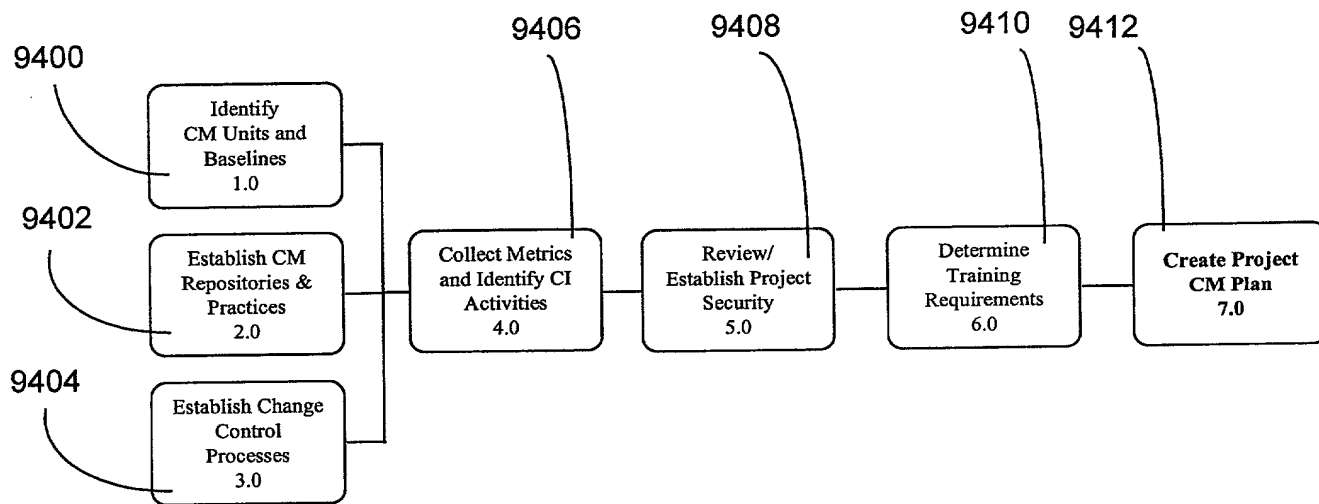 9400
Identify
CM Units and
Baselines
1.0
9402
Establish CM
Repositories &
Practices
2.0
9404
Establish Change
Control
Processes
3.0
9406
Collect Metrics
and Identify CI
Activities
4.0
9408
Review/
Establish Project
Security
5.0
9410
Determine
Training
Requirements
6.0
9412
Create Project
CM Plan
7.0